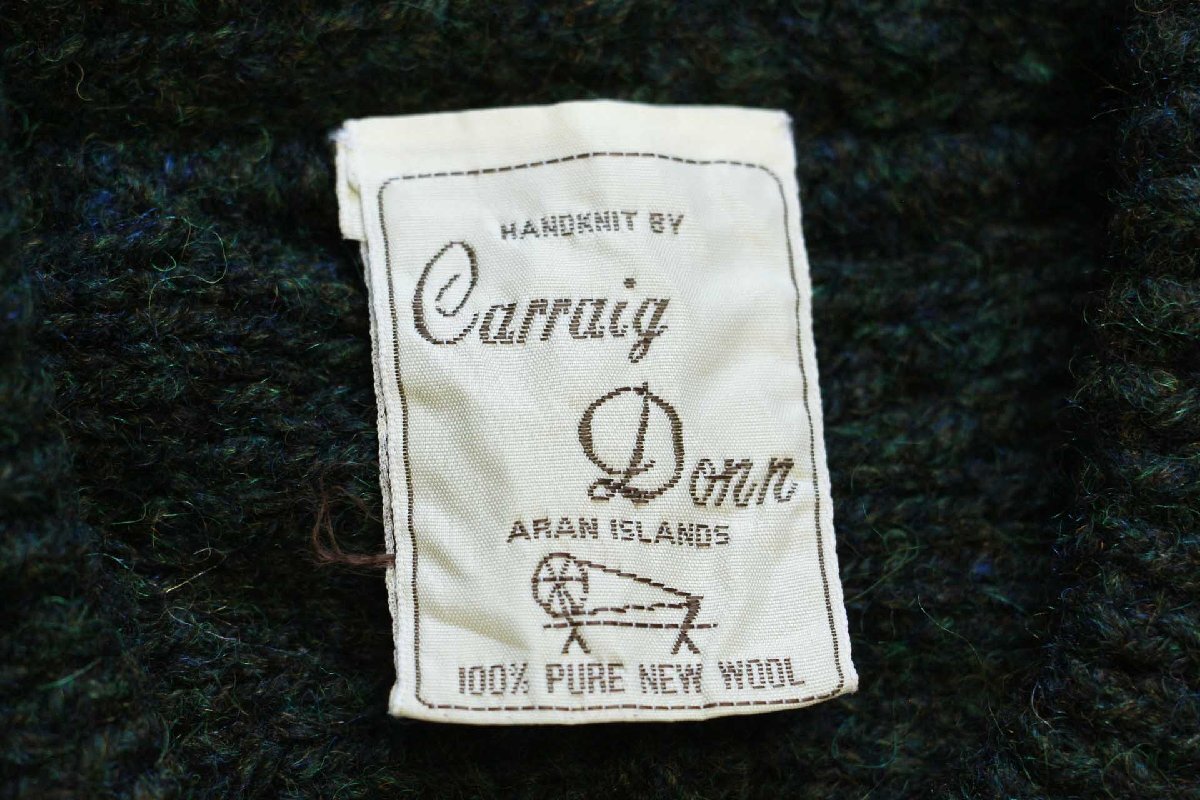 HANDKNIT BY
Carraig
Donn
ARAN ISLANDS
100% PURE NEW WOOL